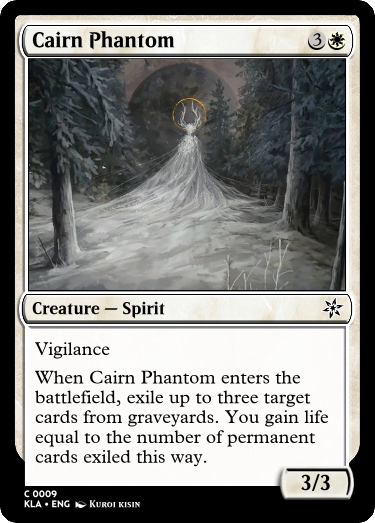 Cairn Phantom 3
Creature — Spirit
Vigilance
When Cairn Phantom enters the
battlefield, exile up to three target
cards from graveyards. You gain life
equal to the number of permanent
cards exiled this way.
3/3
C 0009
KLA • ENG KUROI KISIN